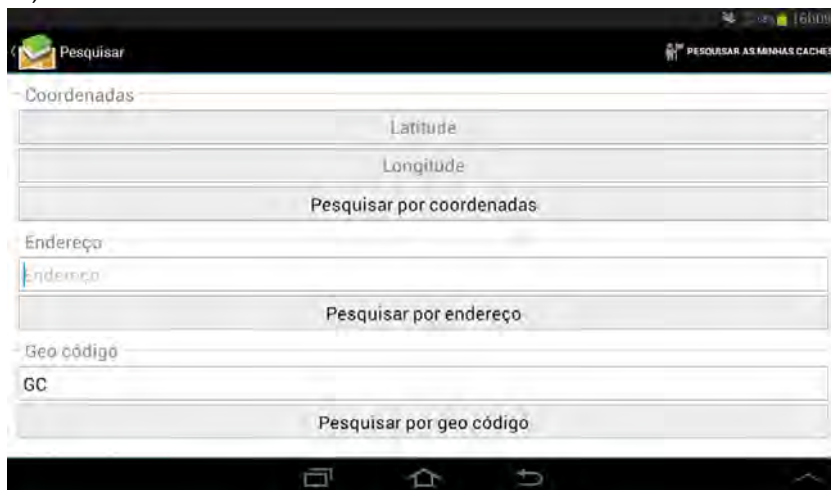 Pesquisar
PESQUISAR AS MINHAS CACHES
Coordenadas
Latitude
Longitude
Pesquisar por coordenadas
Endereço
Endereço
Pesquisar por endereço
Geo código
GC
Pesquisar por geo código